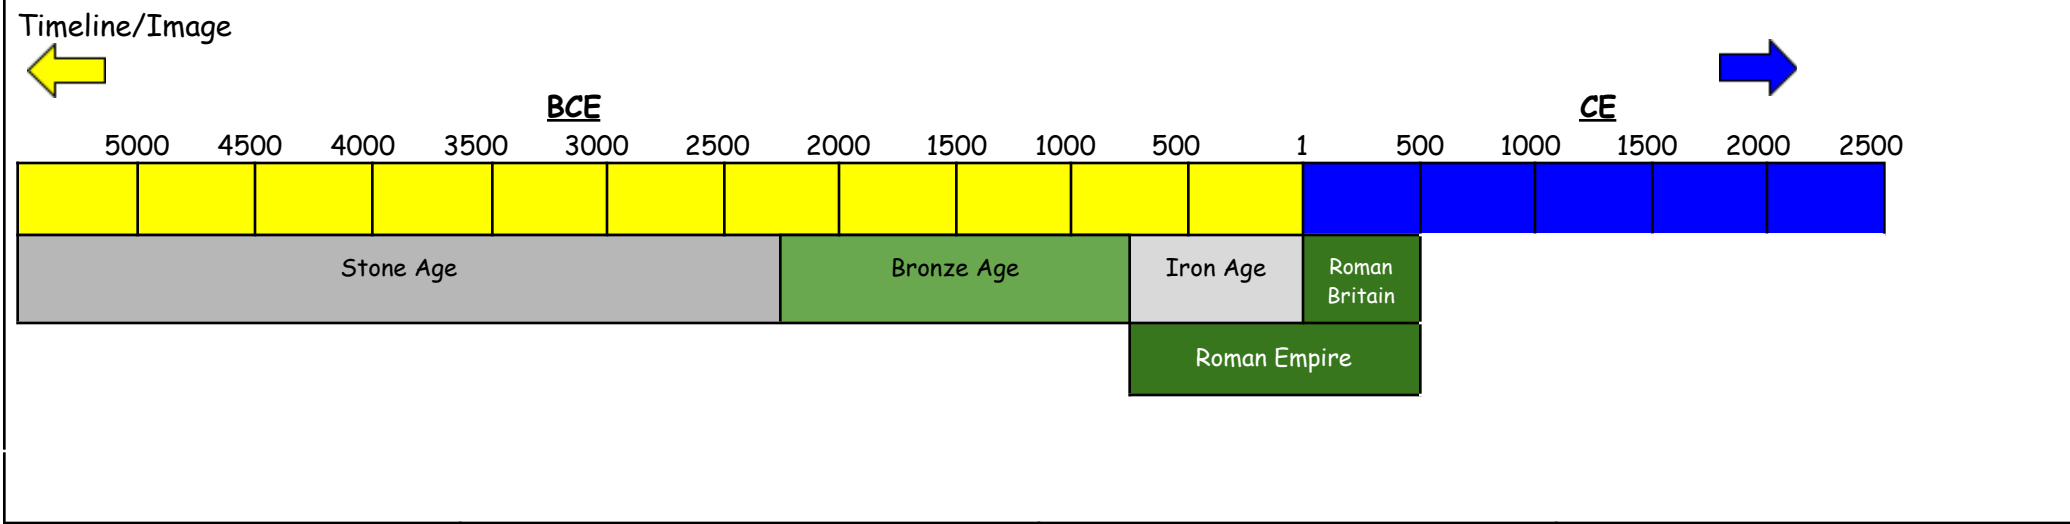 Timeline/Image
BCE CE
5000 4500 4000 3500 3000 2500 2000 1500 1000 500 1 500 1000 1500 2000 2500
Stone Age Bronze Age Iron Age Roman
Britain
Roman Empire